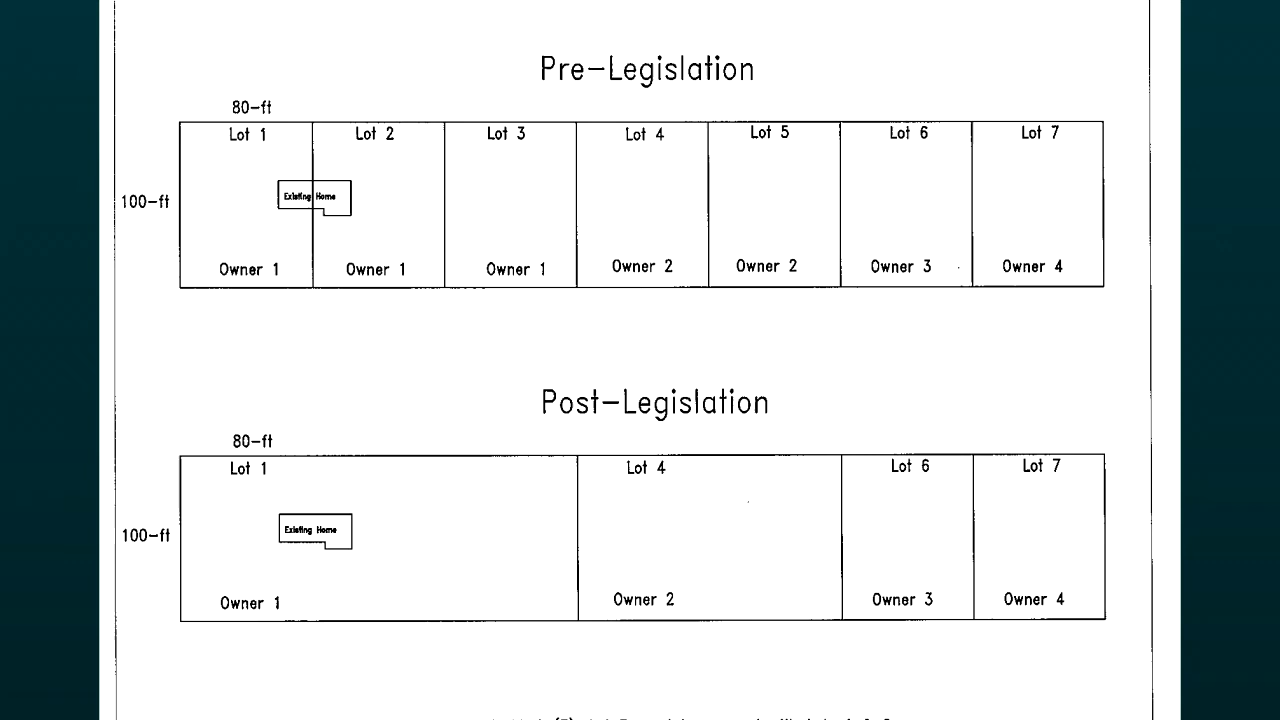 Pre-Legislation
80-ft
Lot 1 Lot 2 Lot 3 Lot 4 Lot 5 Lot 6 Lot 7
100-ft
Existing Home
Owner 1 Owner 1 Owner 1 Owner 2 Owner 2 Owner 3 Owner 4
Post-Legislation
80-ft
Lot 1 Lot 4 Lot 6 Lot 7
Existing Home
100-ft
Owner 1 Owner 2 Owner 3 Owner 4